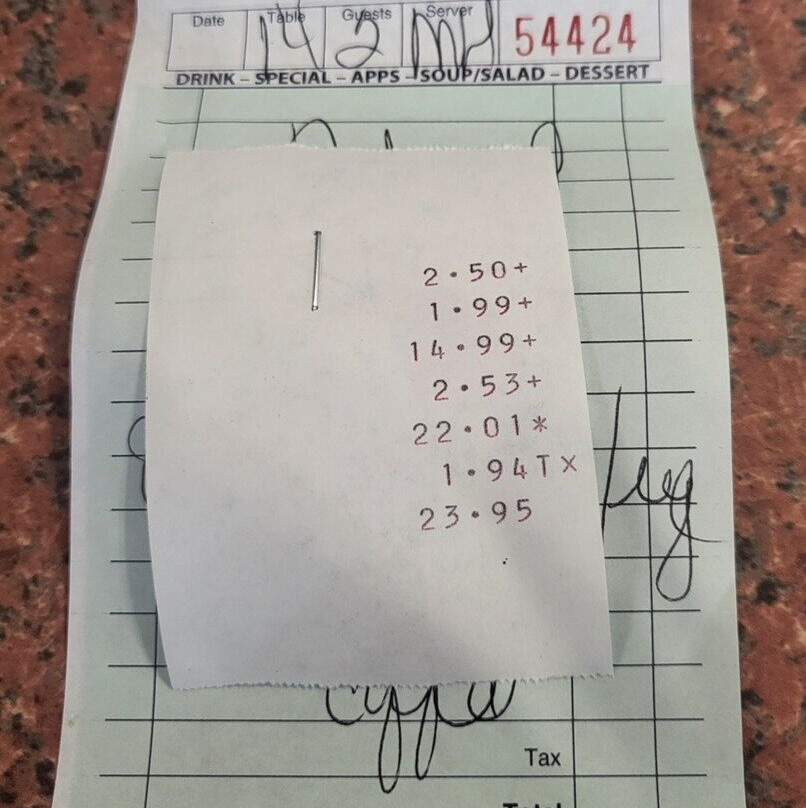 Date Table Guests Server
14 2 MH 54424
DRINK – SPECIAL – APPS – SOUP/SALAD – DESSERT
2.50+
1.99+
14.99+
2.53+
22.01*
1.94TX
23.95
Tax
Total